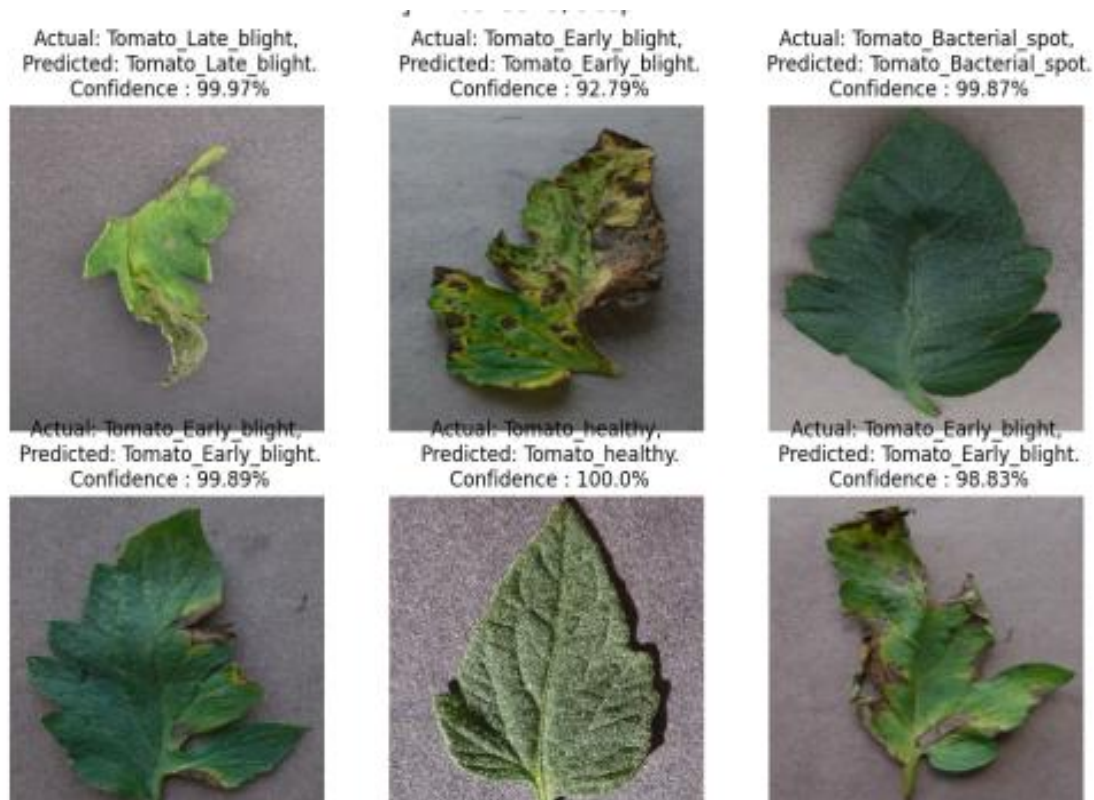 Actual: Tomato_Late_blight,
Predicted: Tomato_Late_blight.
Confidence : 99.97%
Actual: Tomato_Early_blight,
Predicted: Tomato_Early_blight.
Confidence : 92.79%
Actual: Tomato_Bacterial_spot,
Predicted: Tomato_Bacterial_spot.
Confidence : 99.87%
Actual: Tomato_Early_blight,
Predicted: Tomato_Early_blight.
Confidence : 99.89%
Actual: Tomato_healthy,
Predicted: Tomato_healthy.
Confidence : 100.0%
Actual: Tomato_Early_blight,
Predicted: Tomato_Early_blight.
Confidence : 98.83%